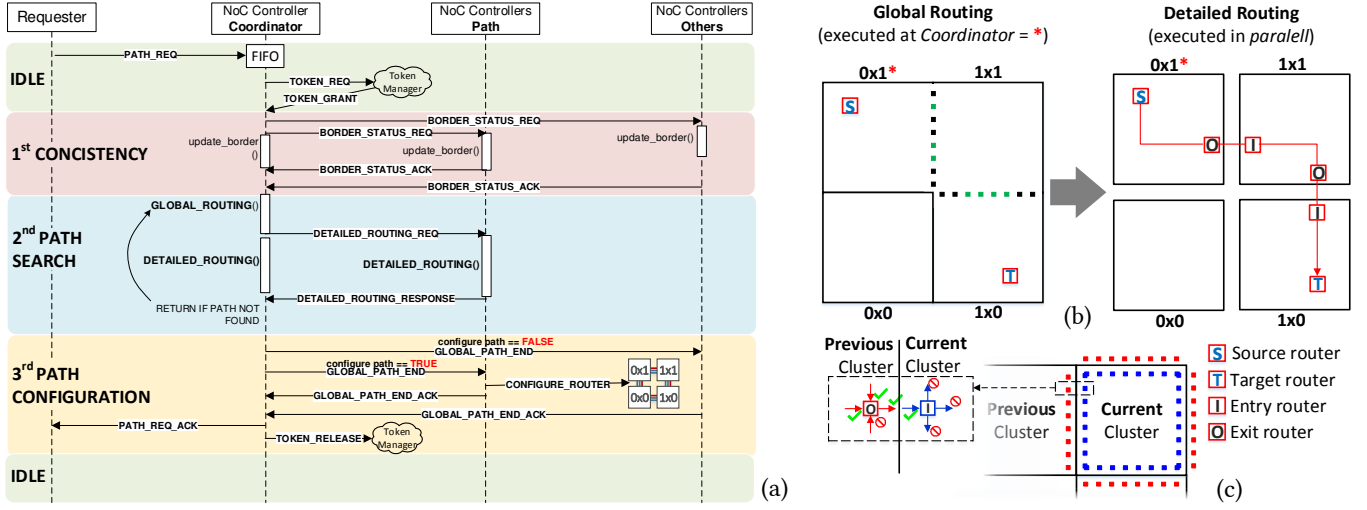 Requester
NoC Controller
Coordinator
NoC Controllers
Path
NoC Controllers
Others
IDLE
PATH_REQ
FIFO
TOKEN_REQ
Token
Manager
TOKEN_GRANT
1st CONCISTENCY
BORDER_STATUS_REQ
BORDER_STATUS_REQ
update_border
()
update_border()
update_border()
BORDER_STATUS_ACK
BORDER_STATUS_ACK
2nd PATH
SEARCH
GLOBAL_ROUTING()
DETAILED_ROUTING_REQ
DETAILED_ROUTING()
DETAILED_ROUTING()
DETAILED_ROUTING_RESPONSE
RETURN IF PATH NOT
FOUND
3rd PATH
CONFIGURATION
configure path == FALSE
GLOBAL_PATH_END
configure path == TRUE
GLOBAL_PATH_END
CONFIGURE_ROUTER
0x1 1x1
0x0 1x0
GLOBAL_PATH_END_ACK
GLOBAL_PATH_END_ACK
PATH_REQ_ACK
TOKEN_RELEASE
Token
Manager
IDLE
(a)
Global Routing
(executed at Coordinator = *)
0x1* 1x1
S
T
0x0 1x0
(b)
Detailed Routing
(executed in paralell)
0x1* 1x1
S
O I
O
I
T
0x0 1x0
Previous
Cluster
Current
Cluster
O I
Previous
Cluster
Current
Cluster
(c)
S Source router
T Target router
I Entry router
O Exit router